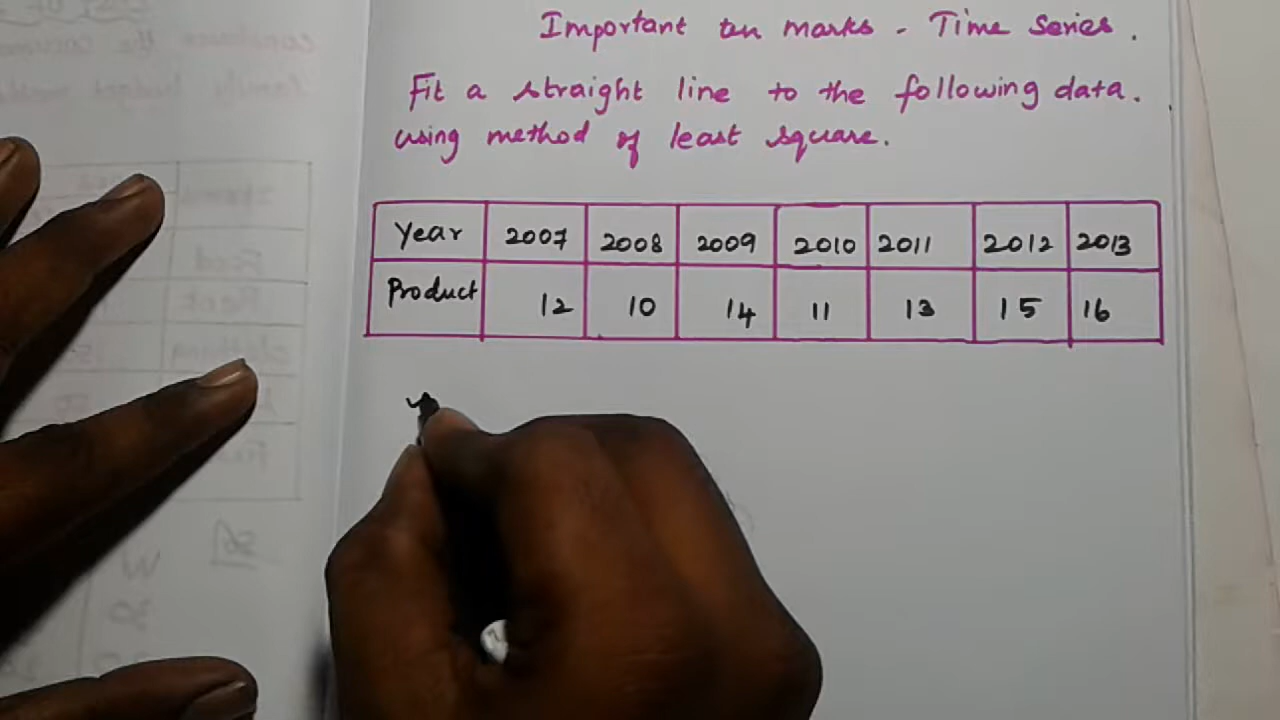 Important ten marks - Time Series.
Fit a straight line to the following data.
using method of least square.
Year 2007 2008 2009 2010 2011 2012 2013
Product 12 10 14 11 13 15 16